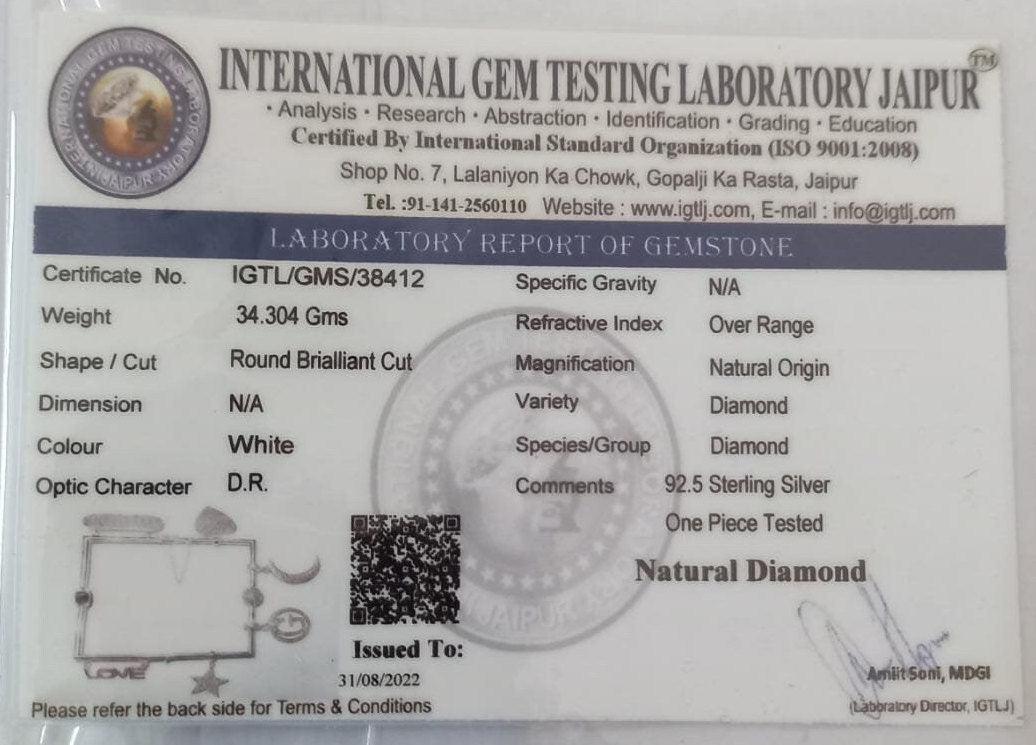 INTERNATIONAL GEM TESTING LABORATORY JAIPUR TM
• Analysis • Research • Abstraction • Identification • Grading • Education
Certified By International Standard Organization (ISO 9001:2008)
Shop No. 7, Lalaniyon Ka Chowk, Gopalji Ka Rasta, Jaipur
Tel. :91-141-2560110 Website : www.igtlj.com, E-mail : info@igtlj.com
LABORATORY REPORT OF GEMSTONE
Certificate No. IGTL/GMS/38412
Weight 34.304 Gms
Shape / Cut Round Brialliant Cut
Dimension N/A
Colour White
Optic Character D.R.
Specific Gravity N/A
Refractive Index Over Range
Magnification Natural Origin
Variety Diamond
Species/Group Diamond
Comments 92.5 Sterling Silver
One Piece Tested
Natural Diamond
LOVE
G
Issued To:
31/08/2022
Amiit Soni, MDGI
(Laboratory Director, IGTLJ)
Please refer the back side for Terms & Conditions